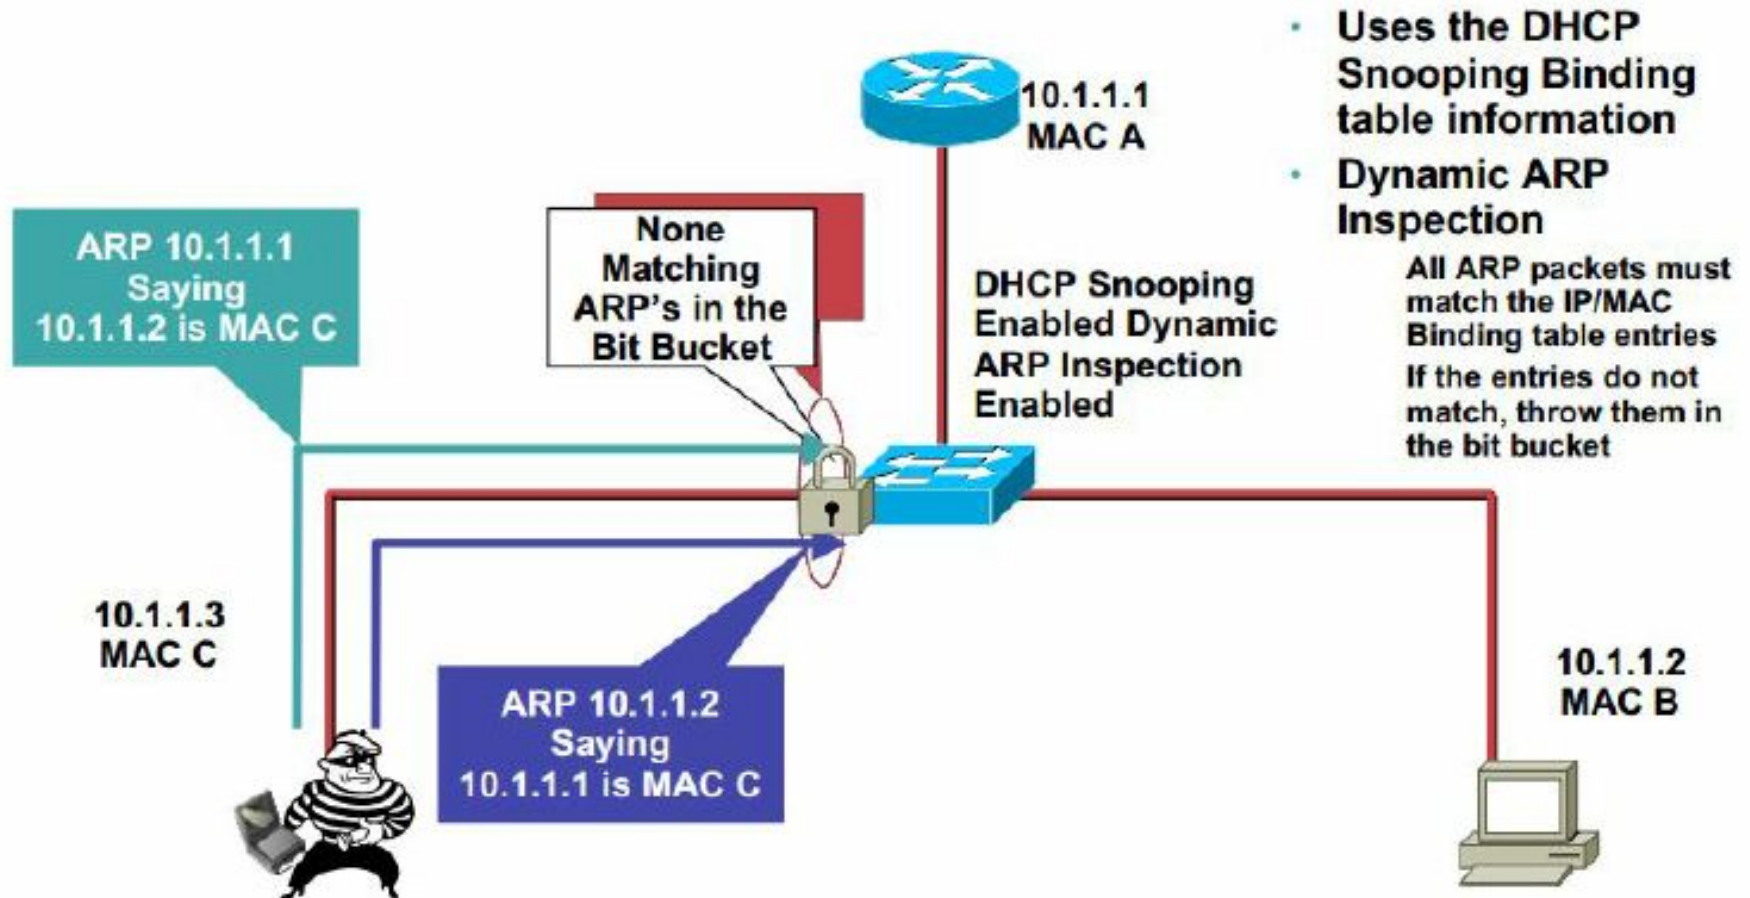 10.1.1.1
MAC A
• Uses the DHCP
Snooping Binding
table information
• Dynamic ARP
Inspection
All ARP packets must
match the IP/MAC
Binding table entries
If the entries do not
match, throw them in
the bit bucket
ARP 10.1.1.1
Saying
10.1.1.2 is MAC C
None
Matching
ARP's in the
Bit Bucket
DHCP Snooping
Enabled Dynamic
ARP Inspection
Enabled
10.1.1.3
MAC C
ARP 10.1.1.2
Saying
10.1.1.1 is MAC C
10.1.1.2
MAC B